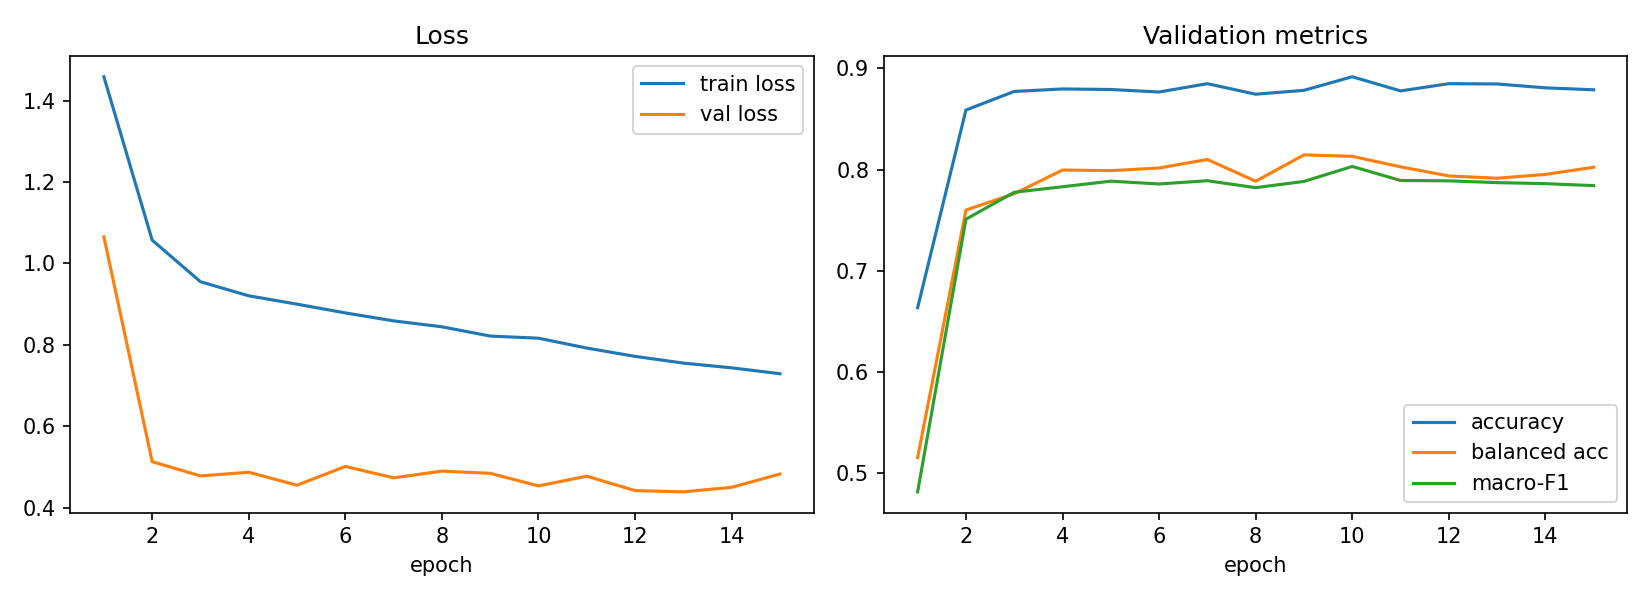 Loss
train loss
val loss
1.4
1.2
1.0
0.8
0.6
0.4
2 4 6 8 10 12 14
epoch
Validation metrics
0.9
0.8
0.7
0.6
0.5
accuracy
balanced acc
macro-F1
2 4 6 8 10 12 14
epoch